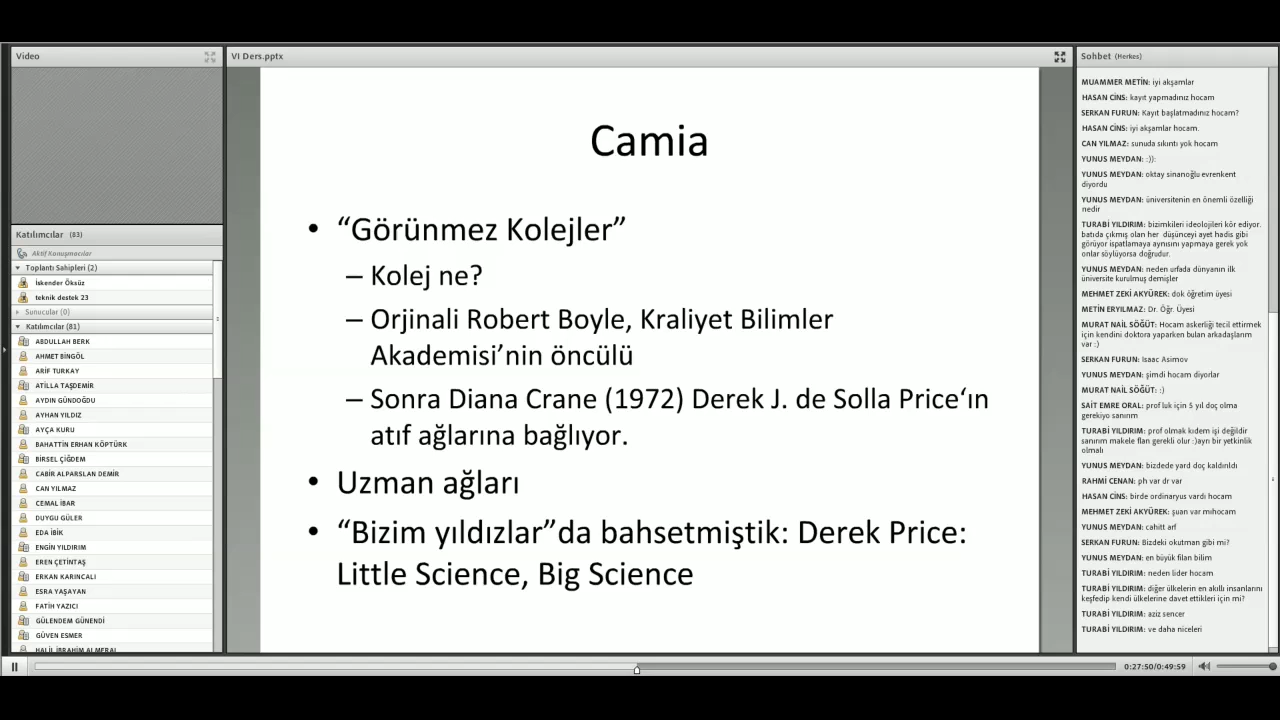 Video
Katılımcılar (83)
Aktif Konuşmacılar
Toplantı Sahipleri (2)
İskender Öksüz
teknik destek 23
Sunucular (0)
Katılımcılar (81)
ABDULLAH BERK
AHMET BİNGÖL
ARİF TURKAY
ATİLLA TAŞDEMİR
AYDIN GÜNDOĞDU
AYHAN YILDIZ
AYÇA KURU
BAHATTİN ERHAN KÖPTÜRK
BİRSEL ÇİĞDEM
CABİR ALPARSLAN DEMİR
CAN YILMAZ
CEMAL İBAR
DUYGU GÜLER
EDA İBİK
ENGİN YILDIRIM
EREN ÇETİNTAŞ
ERKAN KARINCALI
ESRA YAŞAYAN
FATİH YAZICI
GÜLENDEM GÜNENDİ
GÜVEN ESMER
HALİL İBRAHİM ALMERAİ
VI Ders.pptx
Camia
• “Görünmez Kolejler”
– Kolej ne?
– Orjinali Robert Boyle, Kraliyet Bilimler
Akademisi’nin öncülü
– Sonra Diana Crane (1972) Derek J. de Solla Price‘ın
atıf ağlarına bağlıyor.
• Uzman ağları
• “Bizim yıldızlar”da bahsetmiştik: Derek Price:
Little Science, Big Science
Sohbet (Herkes)
MUAMMER METİN: iyi akşamlar
HASAN CİNS: kayıt yapmadınız hocam
SERKAN FURUN: Kayıt başlatmadınız hocam?
HASAN CİNS: iyi akşamlar hocam.
CAN YILMAZ: sunuda sıkıntı yok hocam
YUNUS MEYDAN: :)):
YUNUS MEYDAN: oktay sinanoğlu evrenkent
diyordu
YUNUS MEYDAN: üniversitenin en önemli özelliği
nedir
TURABİ YILDIRIM: bizimkileri ideolojileri kör ediyor.
batıda çıkmış olan her düşünceyi ayet hadis gibi
görüyor ispatlamaya aynısını yapmaya gerek yok
onlar söylüyorsa doğrudur.
YUNUS MEYDAN: neden urfada dünyanın ilk
üniversite kurulmuş demişler
MEHMET ZEKİ AKYÜREK: dok öğretim üyesi
METİN ERYILMAZ: Dr. Öğr. Üyesi
MURAT NAİL SÖĞÜT: Hocam askerliği tecil ettirmek
için kendini doktora yaparken bulan arkadaşlarım
var :)
SERKAN FURUN: Isaac Asimov
YUNUS MEYDAN: şimdi hocam diyorlar
MURAT NAİL SÖĞÜT: :)
SAİT EMRE ORAL: prof luk için 5 yıl doç olma
gerekiyo sanırım
TURABİ YILDIRIM: prof olmak kıdem işi değildir
sanırım makele flan gerekli olur :)ayrı bir yetkinlik
olmalı
YUNUS MEYDAN: bizdede yard doç kaldırıldı
RAHMİ CENAN: ph var dr var
HASAN CİNS: birde ordinaryus vardı hocam
MEHMET ZEKİ AKYÜREK: şuan var mıhocam
YUNUS MEYDAN: cahitt arf
SERKAN FURUN: Bizdeki okutman gibi mi?
YUNUS MEYDAN: en büyük filan bilim
TURABİ YILDIRIM: neden lider hocam
TURABİ YILDIRIM: diğer ülkelerin en akıllı insanlarını
keşfedip kendi ülkelerine davet ettikleri için mi?
TURABİ YILDIRIM: aziz sencer
TURABİ YILDIRIM: ve daha niceleri
0:27:50/0:49:59